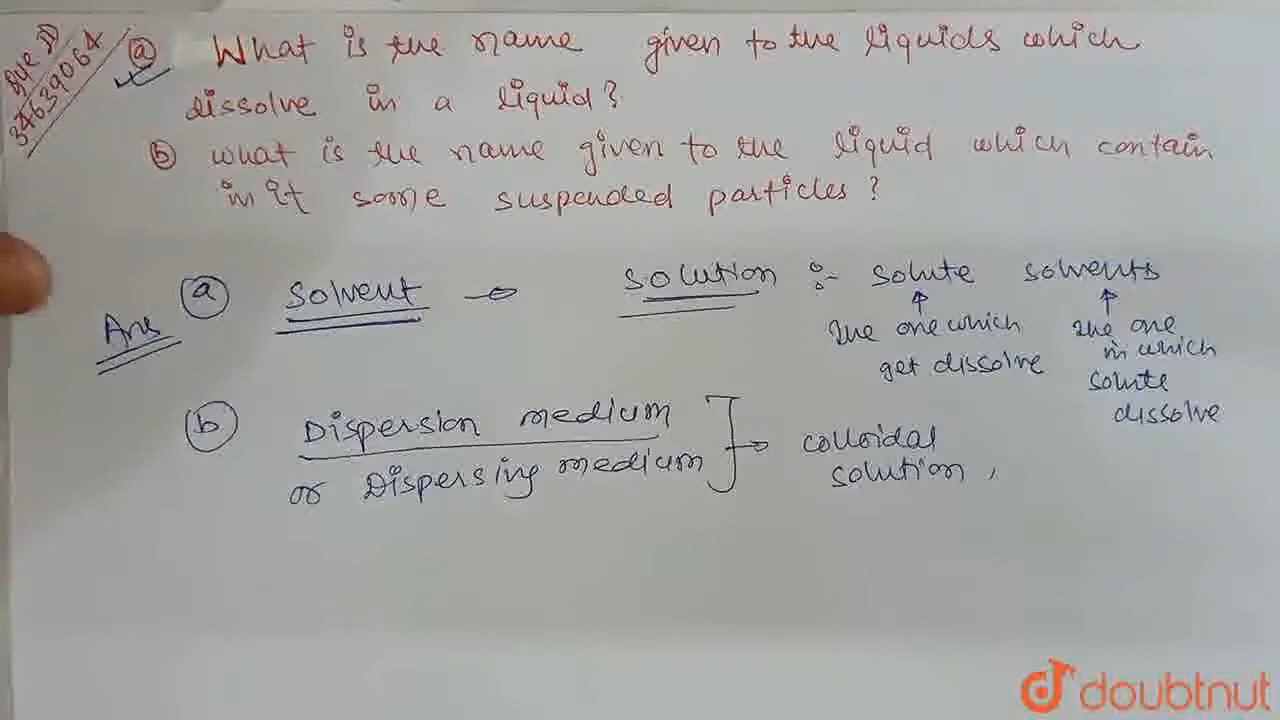 Que ID
34639064
(a) What is the name given to the liquids which
dissolve in a liquid?
(b) what is the name given to the liquid which contain
in it some suspended particles?
Ans
(a) Solvent → Solution :- Solute Solvents
↑ ↑
The one which
get dissolve
The one
in which
Solute
dissolve
(b) Dispersion medium
or Dispersing medium
→ colloidal
solution,
doubtnut